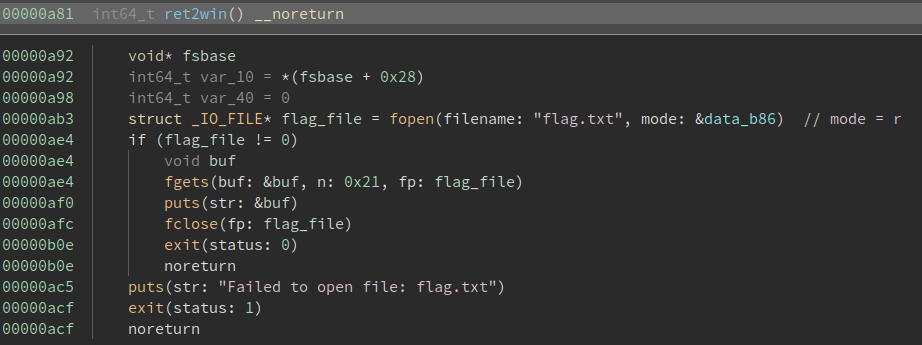 00000a81 int64_t ret2win() __noreturn
00000a92 void* fsbase
00000a92 int64_t var_10 = *(fsbase + 0x28)
00000a98 int64_t var_40 = 0
00000ab3 struct _IO_FILE* flag_file = fopen(filename: "flag.txt", mode: &data_b86) // mode = r
00000ae4 if (flag_file != 0)
00000ae4 void buf
00000ae4 fgets(buf: &buf, n: 0x21, fp: flag_file)
00000af0 puts(str: &buf)
00000afc fclose(fp: flag_file)
00000b0e exit(status: 0)
00000b0e noreturn
00000ac5 puts(str: "Failed to open file: flag.txt")
00000acf exit(status: 1)
00000acf noreturn